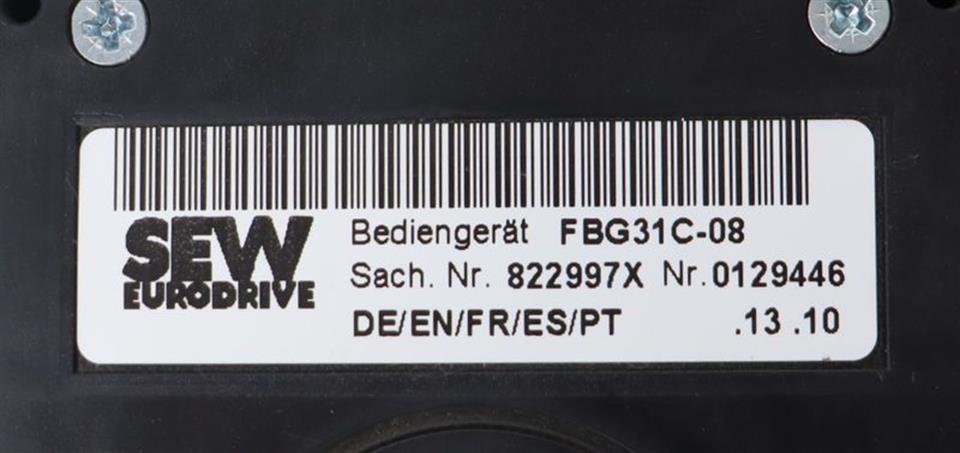 SEW
EURODRIVE
Bediengerät FBG31C-08
Sach. Nr. 822997X Nr. 0129446
DE/EN/FR/ES/PT .13 .10